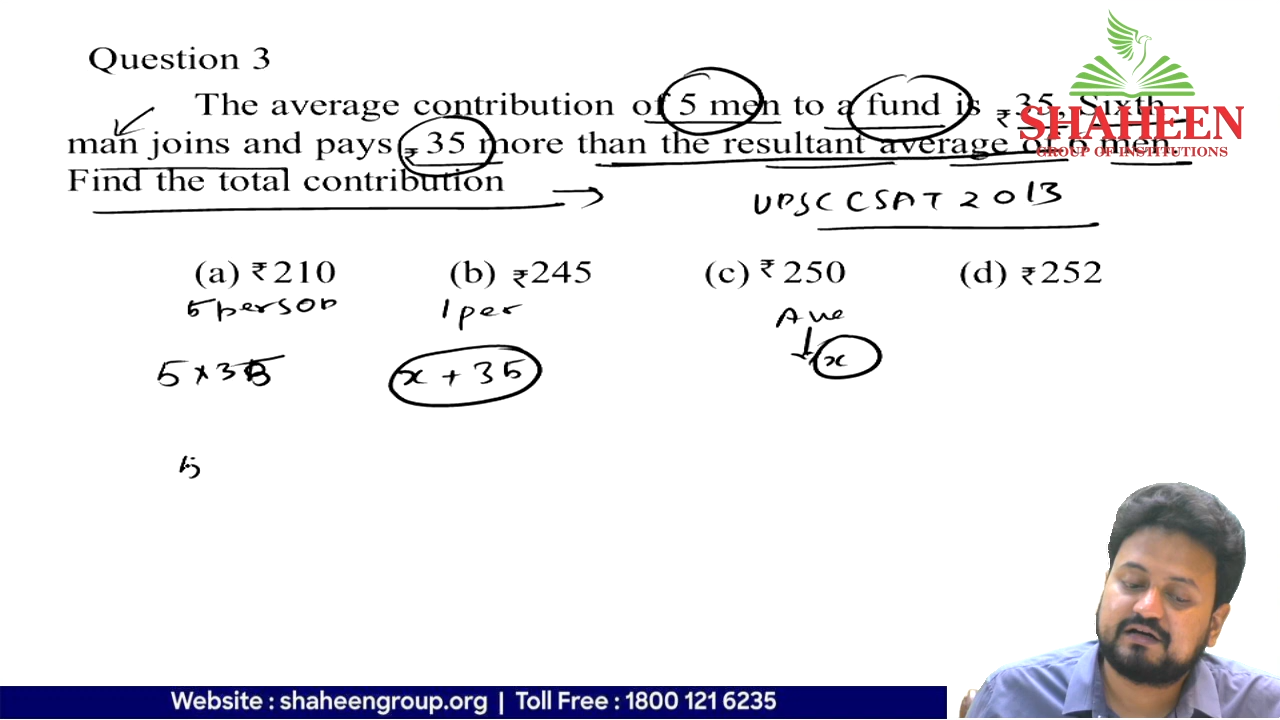 Question 3
The average contribution of 5 men to a fund is ₹35, Sixth
man joins and pays ₹ 35 more than the resultant average of 6 men.
Find the total contribution
UPSC CSAT 2013
(a) ₹210 (b) ₹245 (c) ₹250 (d) ₹252
5 person 1 per Ave
5 × 35 x + 35 x
5
SHAHEEN
GROUP OF INSTITUTIONS
Website : shaheengroup.org | Toll Free : 1800 121 6235